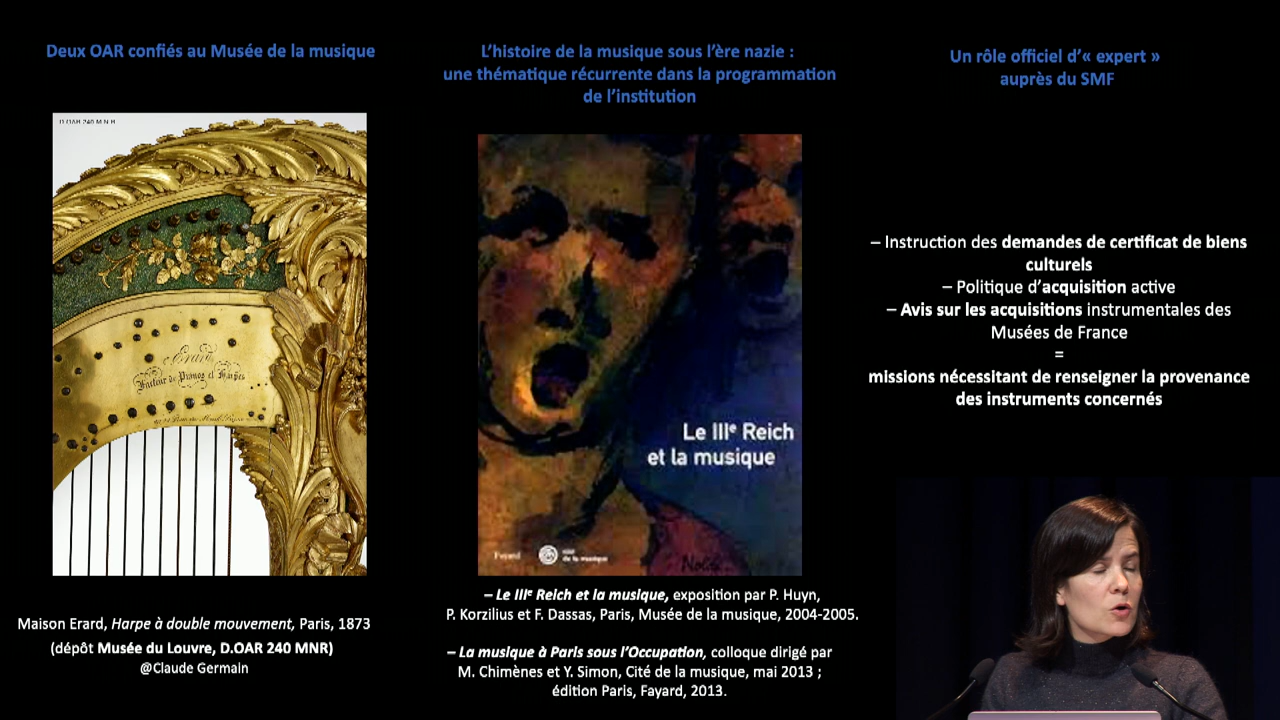 Deux OAR confiés au Musée de la musique
D OAR 240 M N R
Erard
Facteur de Pianos et Harpes
Maison Erard, Harpe à double mouvement, Paris, 1873
(dépôt Musée du Louvre, D.OAR 240 MNR)
@Claude Germain
L'histoire de la musique sous l'ère nazie :
une thématique récurrente dans la programmation
de l'institution
Le IIIᵉ Reich
et la musique
Fayard
cité
de la musique
– Le IIIᵉ Reich et la musique, exposition par P. Huyn,
P. Korzilius et F. Dassas, Paris, Musée de la musique, 2004-2005.
– La musique à Paris sous l'Occupation, colloque dirigé par
M. Chimènes et Y. Simon, Cité de la musique, mai 2013 ;
édition Paris, Fayard, 2013.
Un rôle officiel d'« expert »
auprès du SMF
– Instruction des demandes de certificat de biens
culturels
– Politique d'acquisition active
– Avis sur les acquisitions instrumentales des
Musées de France
=
missions nécessitant de renseigner la provenance
des instruments concernés